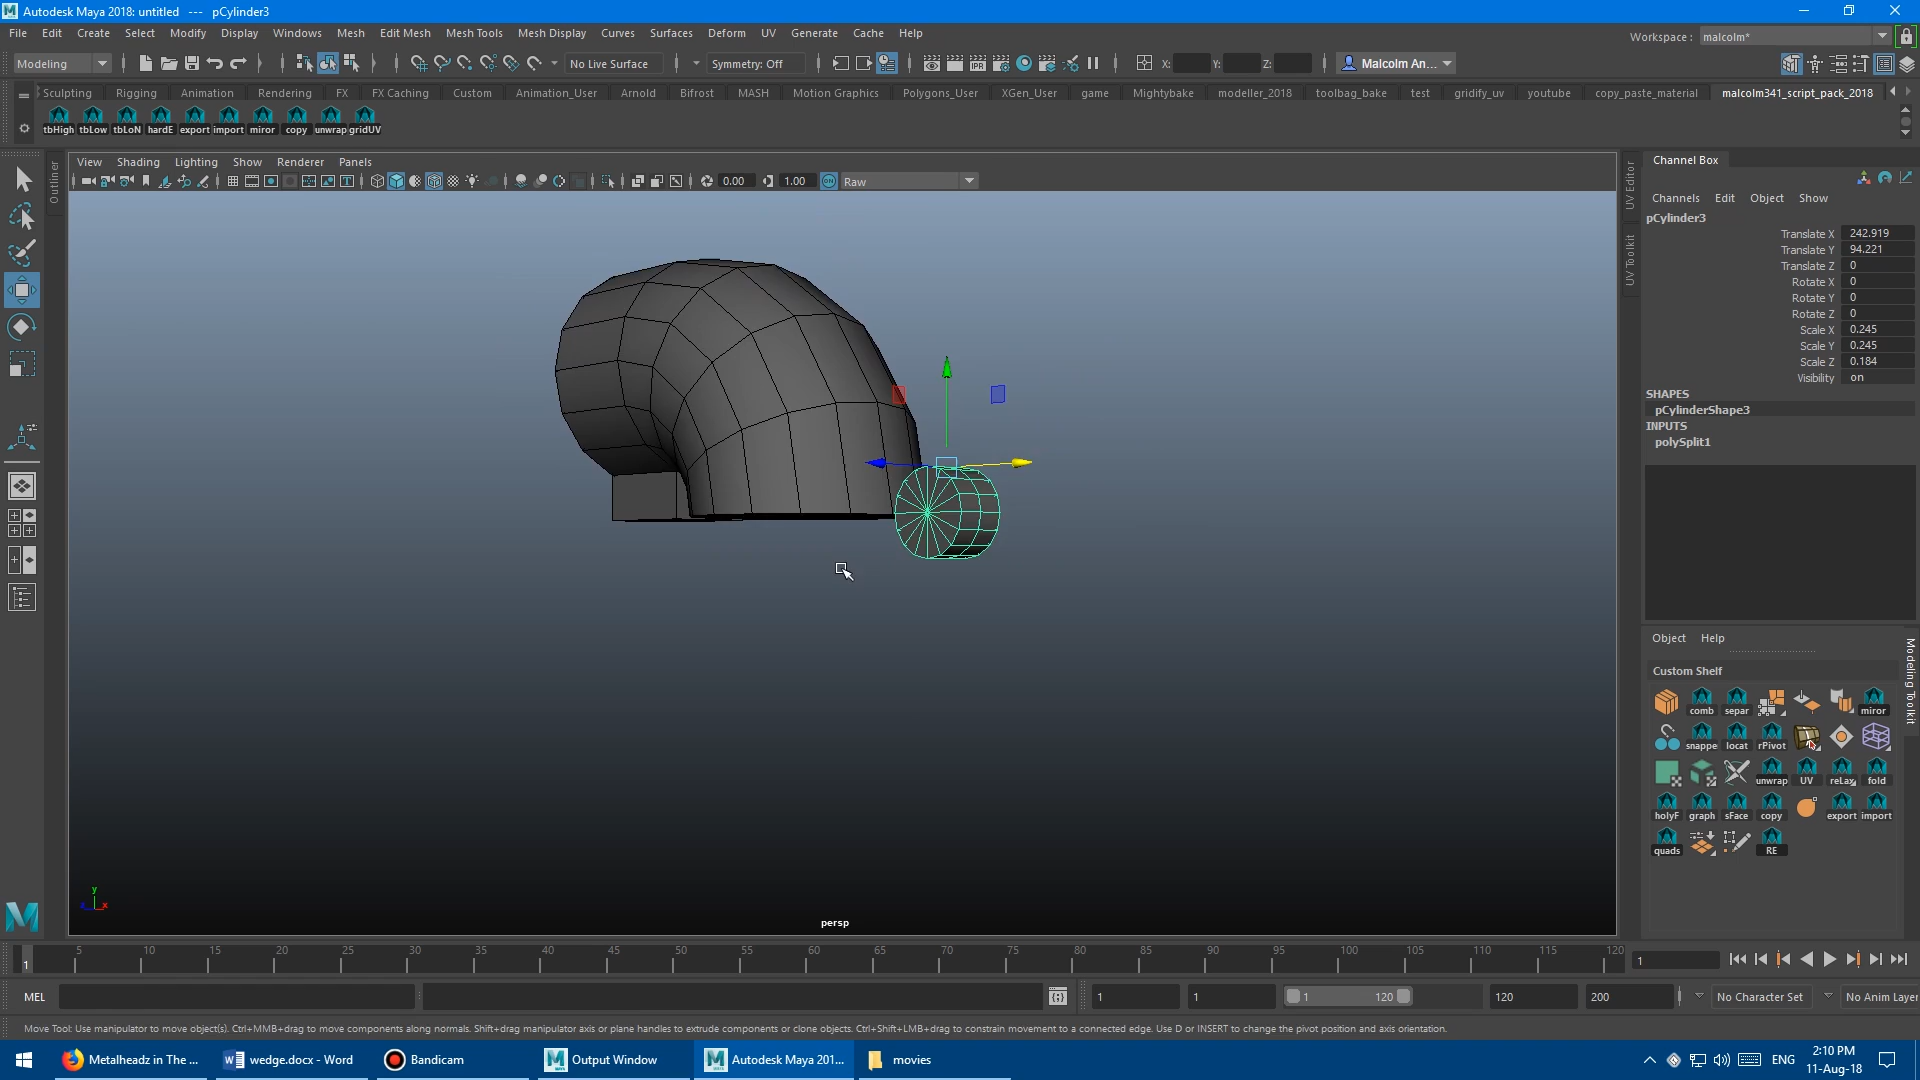 Autodesk Maya 2018: untitled --- pCylinder3
File Edit Create Select Modify Display Windows Mesh Edit Mesh Mesh Tools Mesh Display Curves Surfaces Deform UV Generate Cache Help
Workspace : malcolm*
Modeling No Live Surface Symmetry: Off IPR X: Y: Z: Malcolm An...
Sculpting Rigging Animation Rendering FX FX Caching Custom Animation_User Arnold Bifrost MASH Motion Graphics Polygons_User XGen_User game Mightybake modeller_2018 toolbag_bake test gridify_uv youtube copy_paste_material malcolm341_script_pack_2018
tbHigh tbLow tbLoN hardE export import miror copy unwrap gridUV
Outliner
View Shading Lighting Show Renderer Panels
0.00 1.00 ON Raw
UV Editor
UV Toolkit
Channel Box
Channels Edit Object Show
pCylinder3
Translate X 242.919
Translate Y 94.221
Translate Z 0
Rotate X 0
Rotate Y 0
Rotate Z 0
Scale X 0.245
Scale Y 0.245
Scale Z 0.184
Visibility on
SHAPES
pCylinderShape3
INPUTS
polySplit1
Object Help
Modeling Toolkit
Custom Shelf
comb separ miror
snappe locat rPivot
unwrap UV reLax fold
holyF graph sFace copy export import
quads RE
y
z x
persp
1 5 10 15 20 25 30 35 40 45 50 55 60 65 70 75 80 85 90 95 100 105 110 115 120 1
MEL 1 1 1 120 120 200 No Character Set No Anim Layer
Move Tool: Use manipulator to move object(s). Ctrl+MMB+drag to move components along normals. Shift+drag manipulator axis or plane handles to extrude components or clone objects. Ctrl+Shift+LMB+drag to constrain movement to a connected edge. Use D or INSERT to change the pivot position and axis orientation.
Metalheadz in The ... wedge.docx - Word Bandicam Output Window Autodesk Maya 201... movies ENG 2:10 PM
11-Aug-18